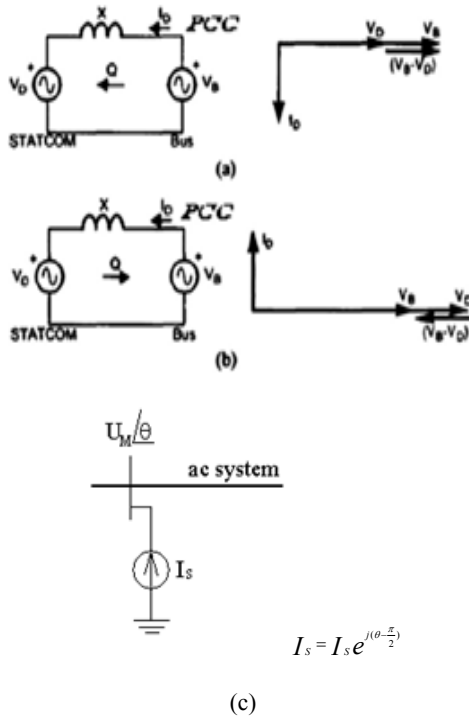 X I_D PCC
V_D V_B
(V_B-V_D)
+ Q +
V_D V_B
I_D
STATCOM Bus
(a)
X I_D PCC
I_D
+ Q +
V_D V_B
V_B V_D
(V_B-V_D)
STATCOM Bus
(b)
U_M/θ
ac system
I_S
I_S = I_S e^{j(θ-π/2)}
(c)